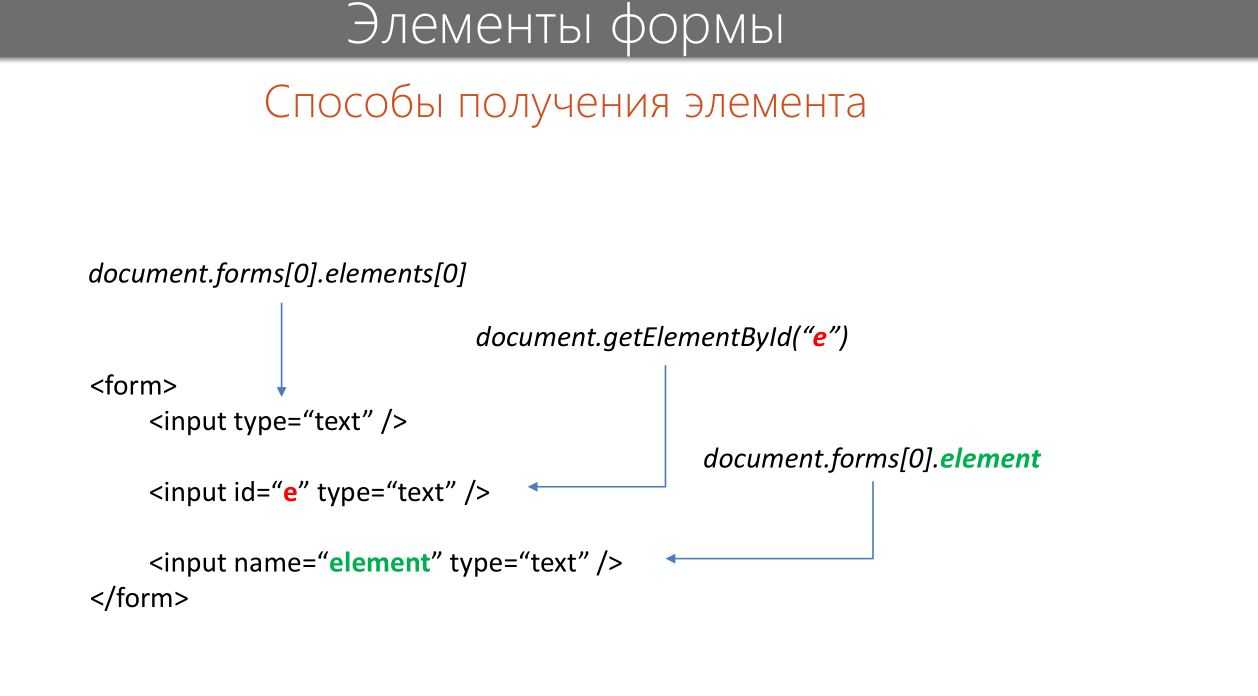 Элементы формы
Способы получения элемента
document.forms[0].elements[0]
document.getElementById(“e”)
<form>
<input type=“text” />
document.forms[0].element
<input id=“e” type=“text” />
<input name=“element” type=“text” />
</form>